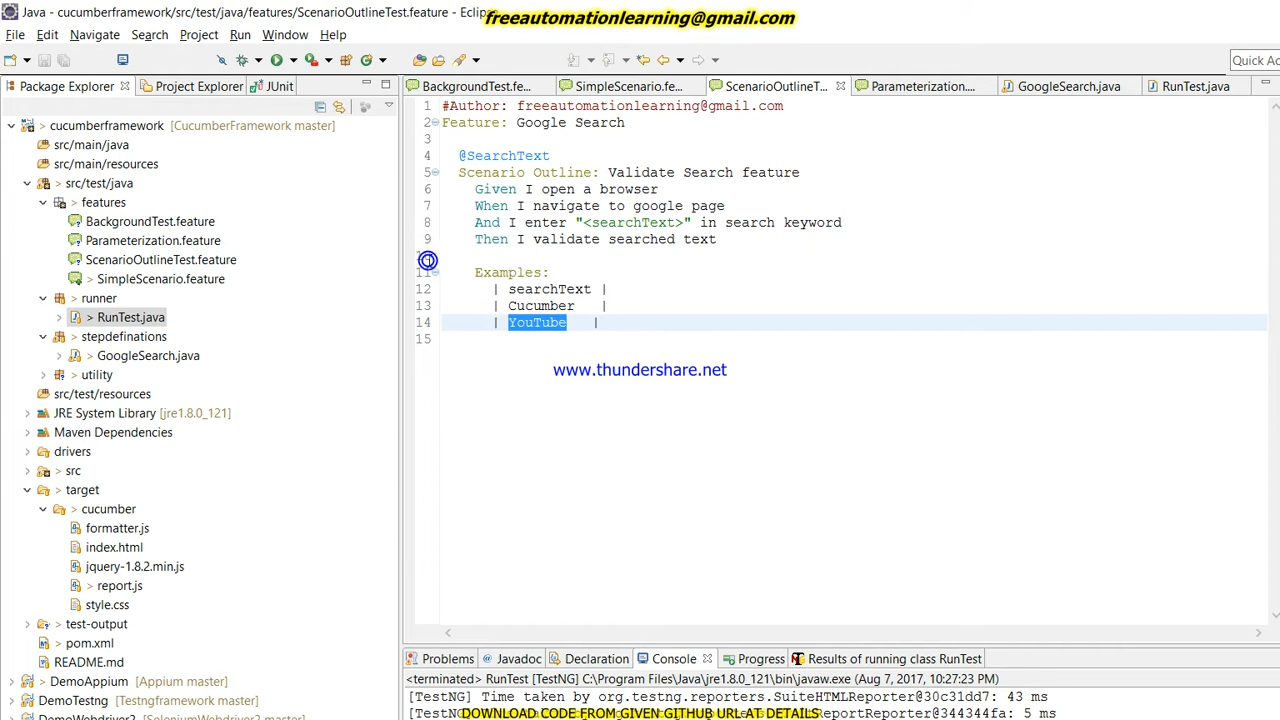 Java - cucumberframework/src/test/java/features/ScenarioOutlineTest.feature - Eclip
freeautomationlearning@gmail.com
File Edit Navigate Search Project Run Window Help
Quick Ac
Package Explorer Project Explorer JUnit
BackgroundTest.fe... SimpleScenario.fe... ScenarioOutlineT... Parameterization.... GoogleSearch.java RunTest.java
cucumberframework [CucumberFramework master]
src/main/java
src/main/resources
src/test/java
features
BackgroundTest.feature
Parameterization.feature
ScenarioOutlineTest.feature
> SimpleScenario.feature
> runner
> RunTest.java
> stepdefinations
> GoogleSearch.java
> utility
src/test/resources
JRE System Library [jre1.8.0_121]
Maven Dependencies
drivers
> src
> target
> cucumber
formatter.js
index.html
jquery-1.8.2.min.js
> report.js
style.css
> test-output
> pom.xml
README.md
> DemoAppium [Appium master]
DemoTestng [Testngframework master]
1 #Author: freeautomationlearning@gmail.com
2 Feature: Google Search
3
4 @SearchText
5 Scenario Outline: Validate Search feature
6 Given I open a browser
7 When I navigate to google page
8 And I enter "<searchText>" in search keyword
9 Then I validate searched text
11 Examples:
12 | searchText |
13 | Cucumber |
14 | YouTube |
15
www.thundershare.net
Problems Javadoc Declaration Console Progress Results of running class RunTest
<terminated> RunTest [TestNG] C:\Program Files\Java\jre1.8.0_121\bin\javaw.exe (Aug 7, 2017, 10:27:23 PM)
[TestNG] Time taken by org.testng.reporters.SuiteHTMLReporter@30c31dd7: 43 ms
[TestN ReportReporter@344344fa: 5 ms
DOWNLOAD CODE FROM GIVEN GITHUB URL AT DETAILS